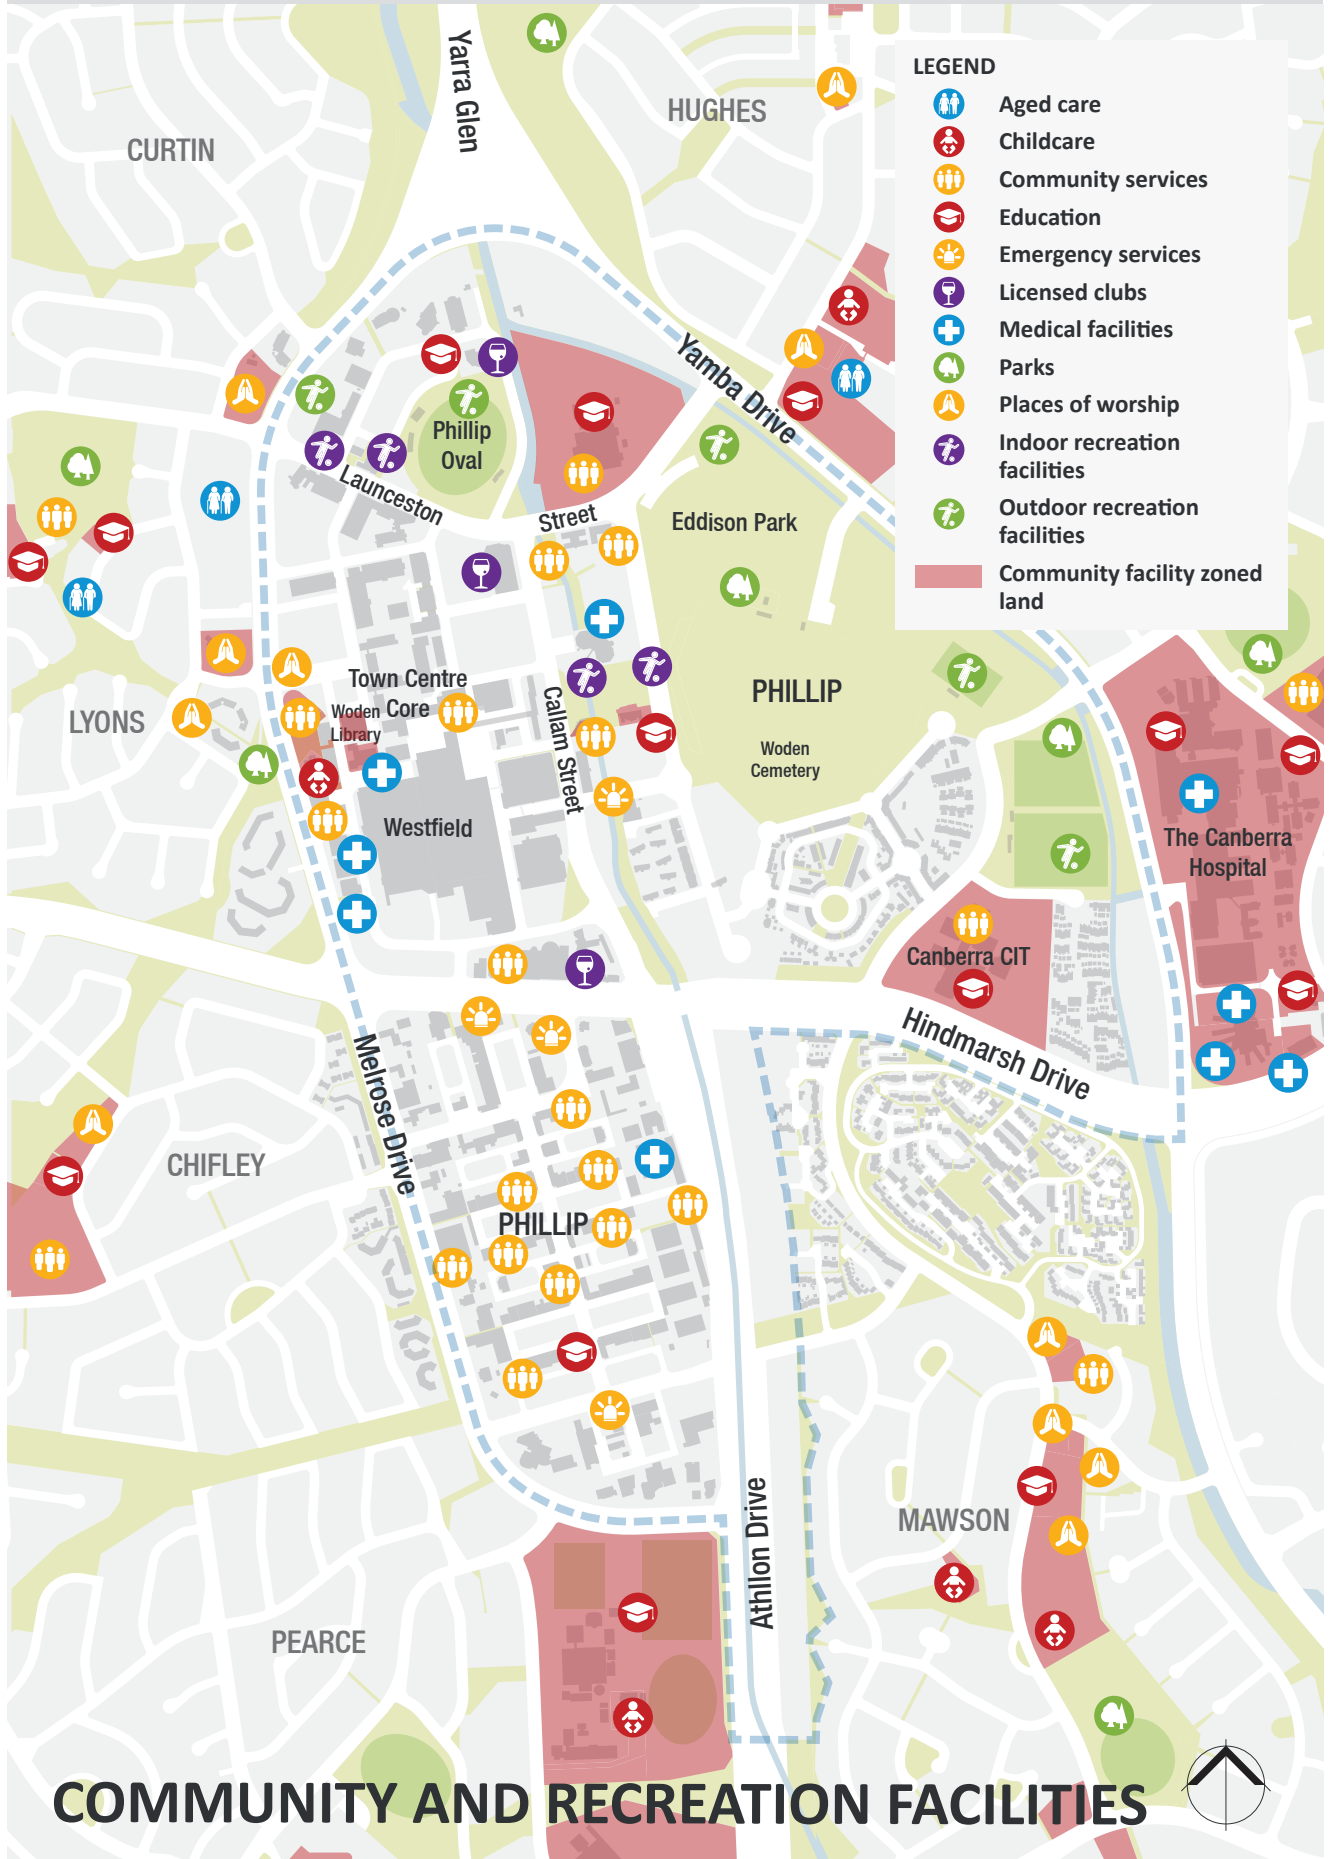 Yarra Glen
HUGHES
CURTIN
LEGEND
Aged care
Childcare
Community services
Education
Emergency services
Licensed clubs
Medical facilities
Parks
Places of worship
Indoor recreation
facilities
Outdoor recreation
facilities
Community facility zoned
land
Yamba Drive
Phillip
Oval
Launceston
Street
Eddison Park
PHILLIP
Town Centre
Core
Woden
Library
LYONS
Callam Street
Woden
Cemetery
Westfield
The Canberra
Hospital
Canberra CIT
Hindmarsh Drive
Melrose Drive
CHIFLEY
PHILLIP
MAWSON
Athllon Drive
PEARCE
COMMUNITY AND RECREATION FACILITIES